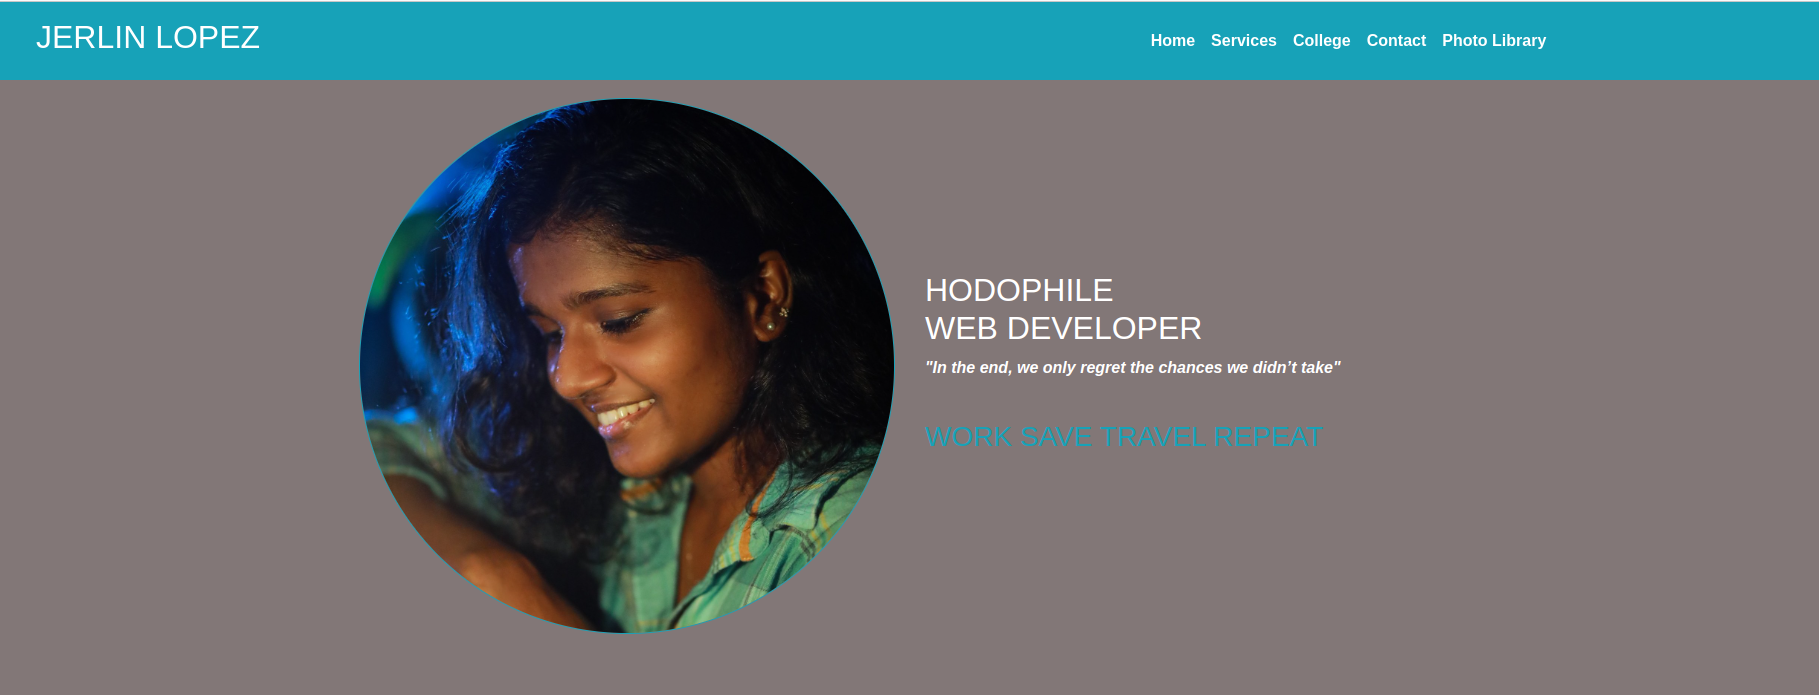 JERLIN LOPEZ
Home Services College Contact Photo Library
HODOPHILE
WEB DEVELOPER
"In the end, we only regret the chances we didn’t take"
WORK SAVE TRAVEL REPEAT